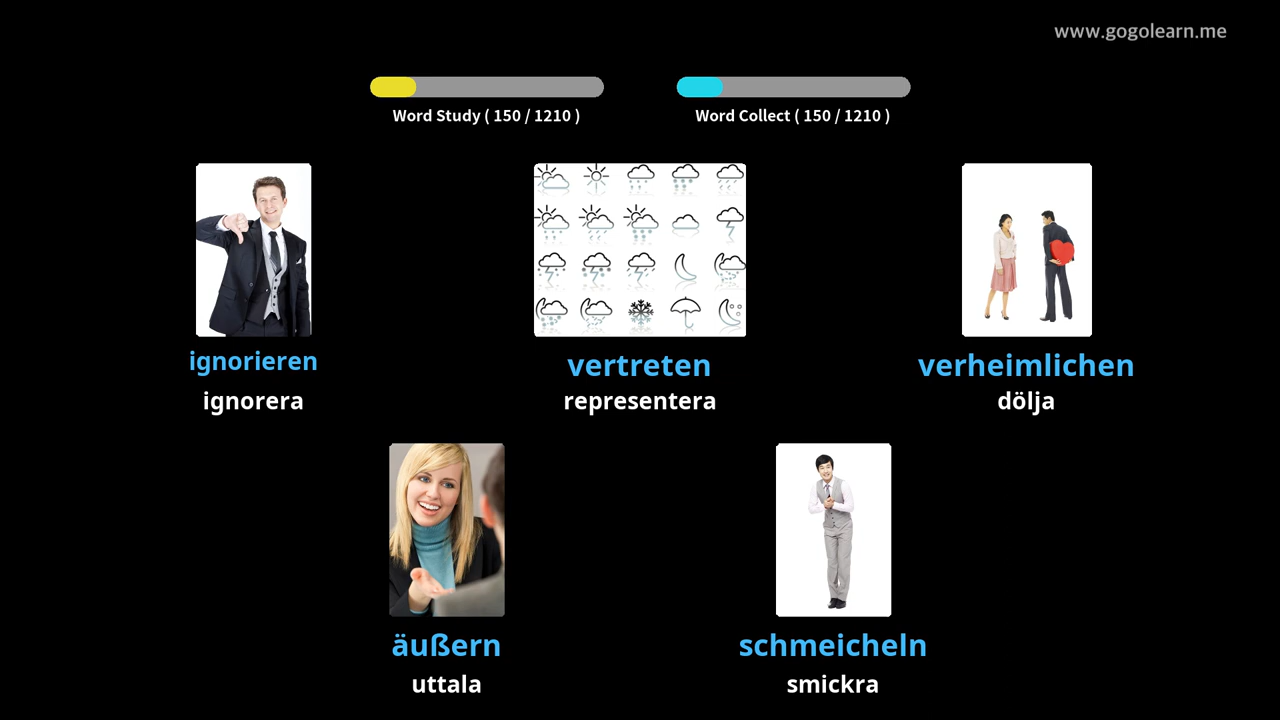 www.gogolearn.me
Word Study ( 150 / 1210 )
Word Collect ( 150 / 1210 )
ignorieren
ignorera
vertreten
representera
verheimlichen
dölja
äußern
uttala
schmeicheln
smickra